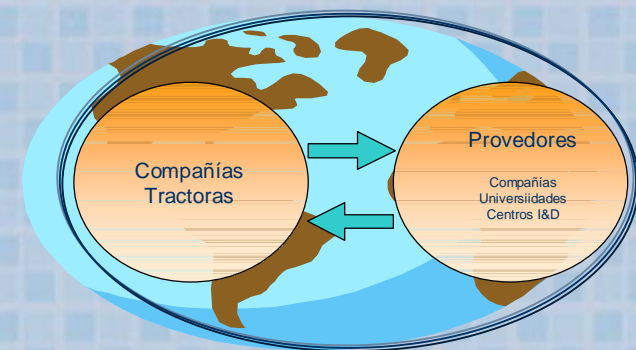 Compañías
Tractoras
Provedores
Compañías
Universiidades
Centros I&D